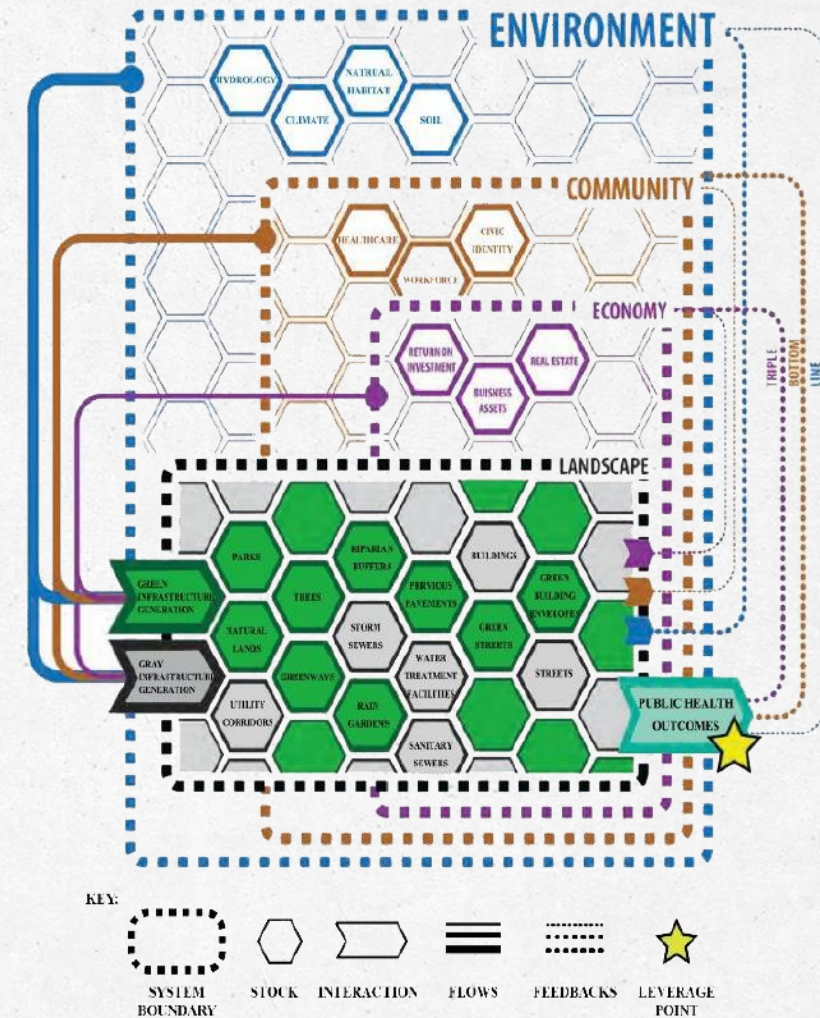 ENVIRONMENT
HYDROLOGY
NATRUAL
HABITAT
CLIMATE
SOIL
COMMUNITY
HEALTHCARE
CIVIC
IDENTITY
WORKFORCE
ECONOMY
RETURN ON
INVESTMENT
REAL ESTATE
BUISNESS
ASSETS
TRIPLE
BOTTOM
LINE
LANDSCAPE
PARKS
RIPARIAN
BUFFERS
BUILDINGS
GREEN
INFRASTRUCTURE
GENERATION
TREES
PERVIOUS
PAVEMENTS
GREEN
BUILDING
ENVELOPES
NATURAL
LANDS
STORM
SEWERS
GREEN
STREETS
GRAY
INFRASTRUCTURE
GENERATION
GREENWAYS
WATER
TREATMENT
FACILITIES
STREETS
UTILITY
CORRIDORS
RAIN
GARDENS
SANITARY
SEWERS
PUBLIC HEALTH
OUTCOMES
KEY:
SYSTEM
BOUNDARY
STOCK
INTERACTION
FLOWS
FEEDBACKS
LEVERAGE
POINT